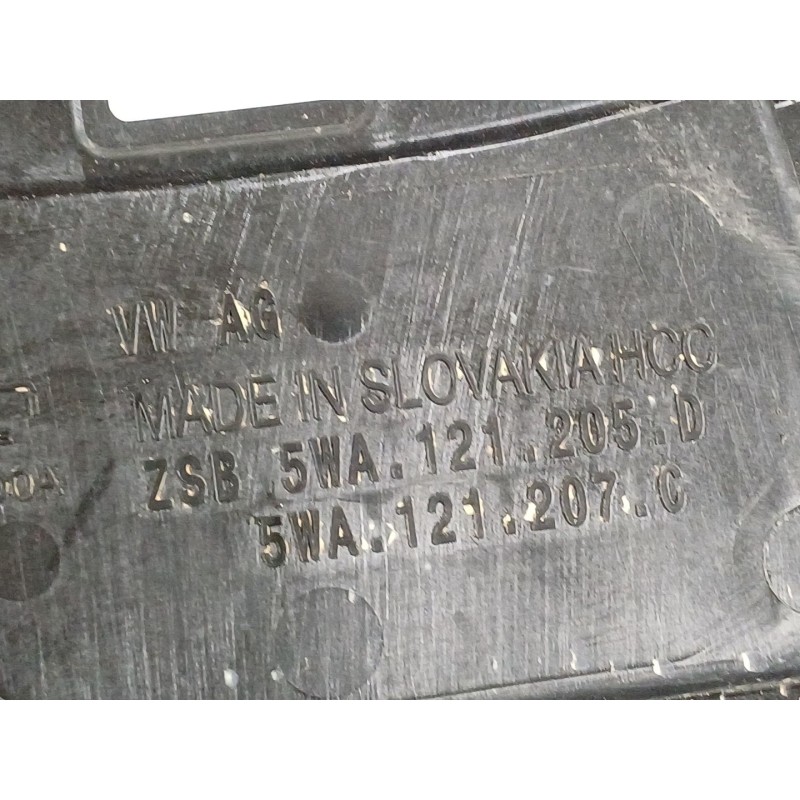 VW AG
MADE IN SLOVAKIA HCC
ZSB 5WA.121.205.D
5WA.121.207.C